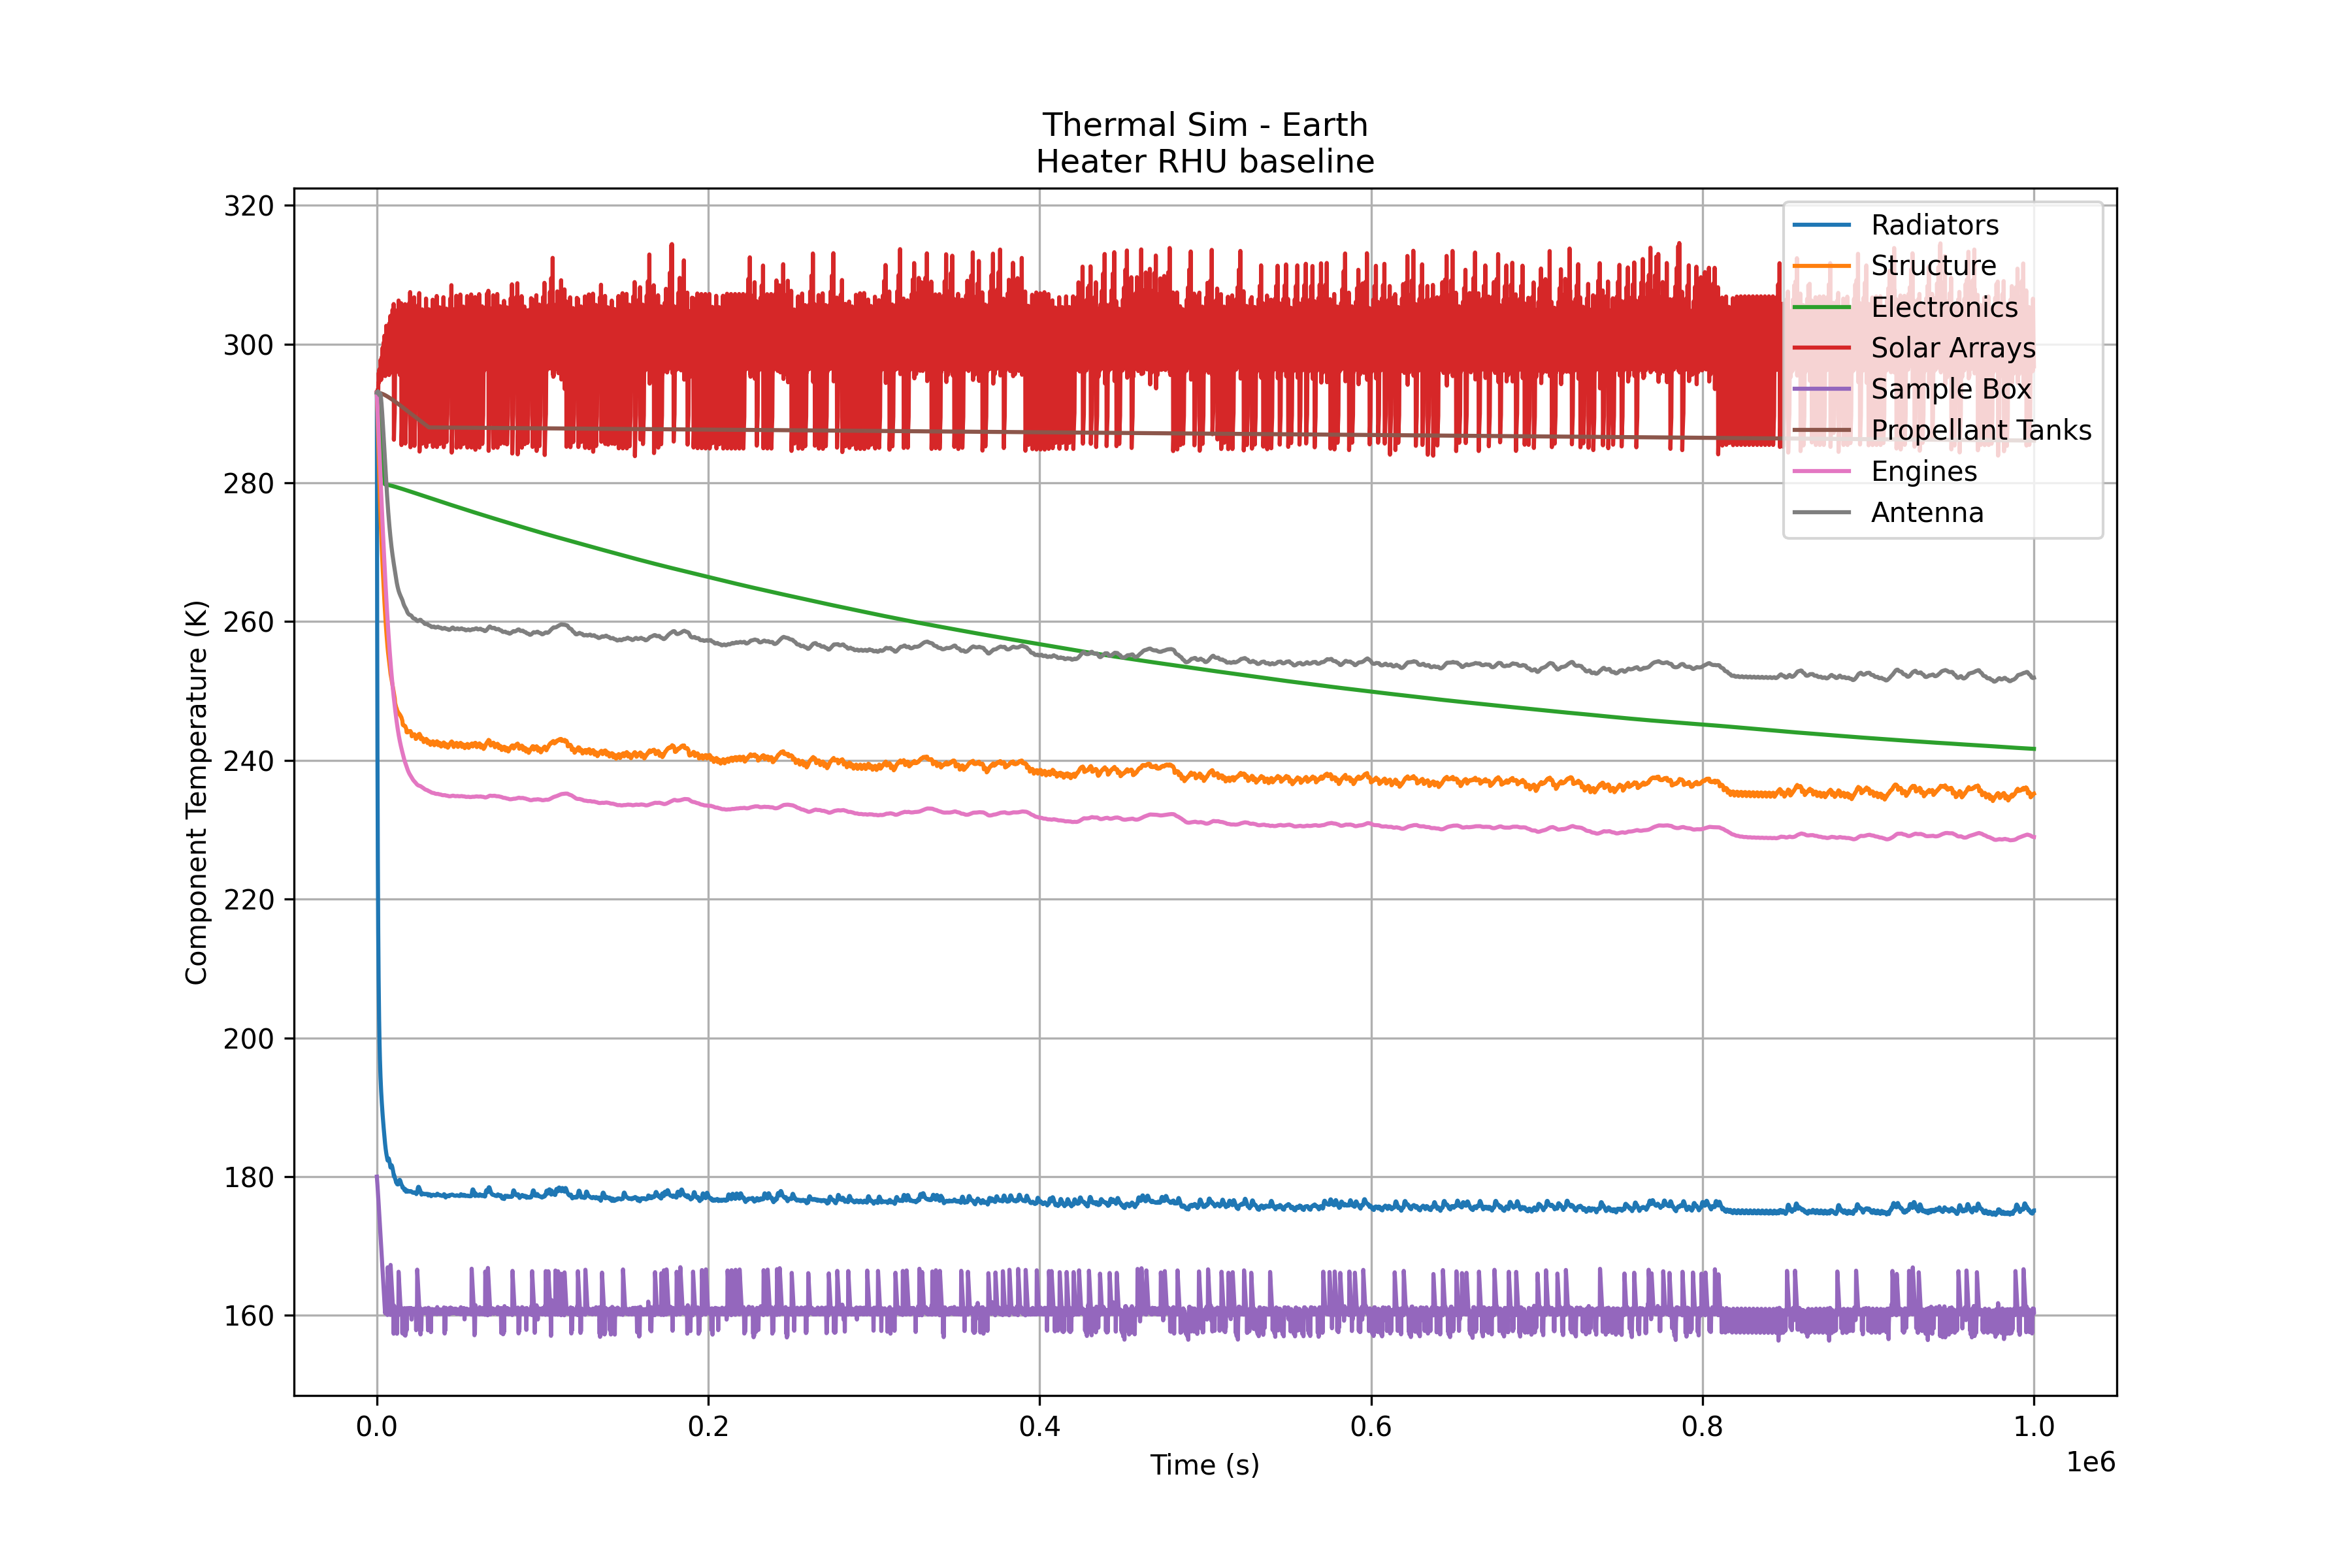 Thermal Sim - Earth
Heater RHU baseline
320
300
280
260
240
220
200
180
160
Component Temperature (K)
Radiators
Structure
Electronics
Solar Arrays
Sample Box
Propellant Tanks
Engines
Antenna
0.0 0.2 0.4 0.6 0.8 1.0
1e6
Time (s)